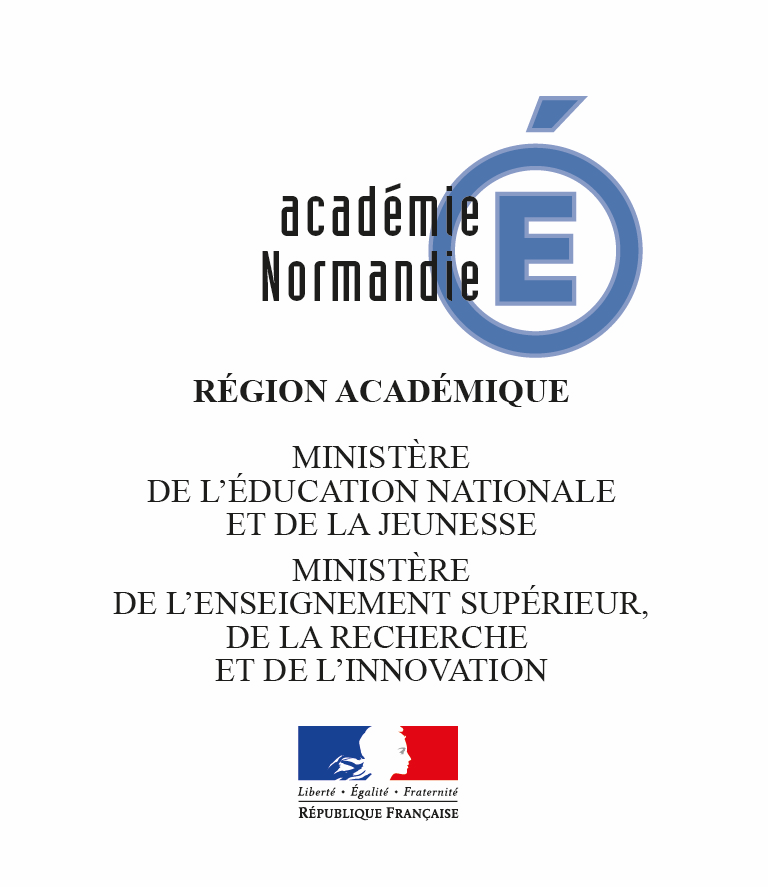 académie
Normandie
É
RÉGION ACADÉMIQUE
MINISTÈRE
DE L’ÉDUCATION NATIONALE
ET DE LA JEUNESSE
MINISTÈRE
DE L’ENSEIGNEMENT SUPÉRIEUR,
DE LA RECHERCHE
ET DE L’INNOVATION
Liberté • Égalité • Fraternité
RÉPUBLIQUE FRANÇAISE